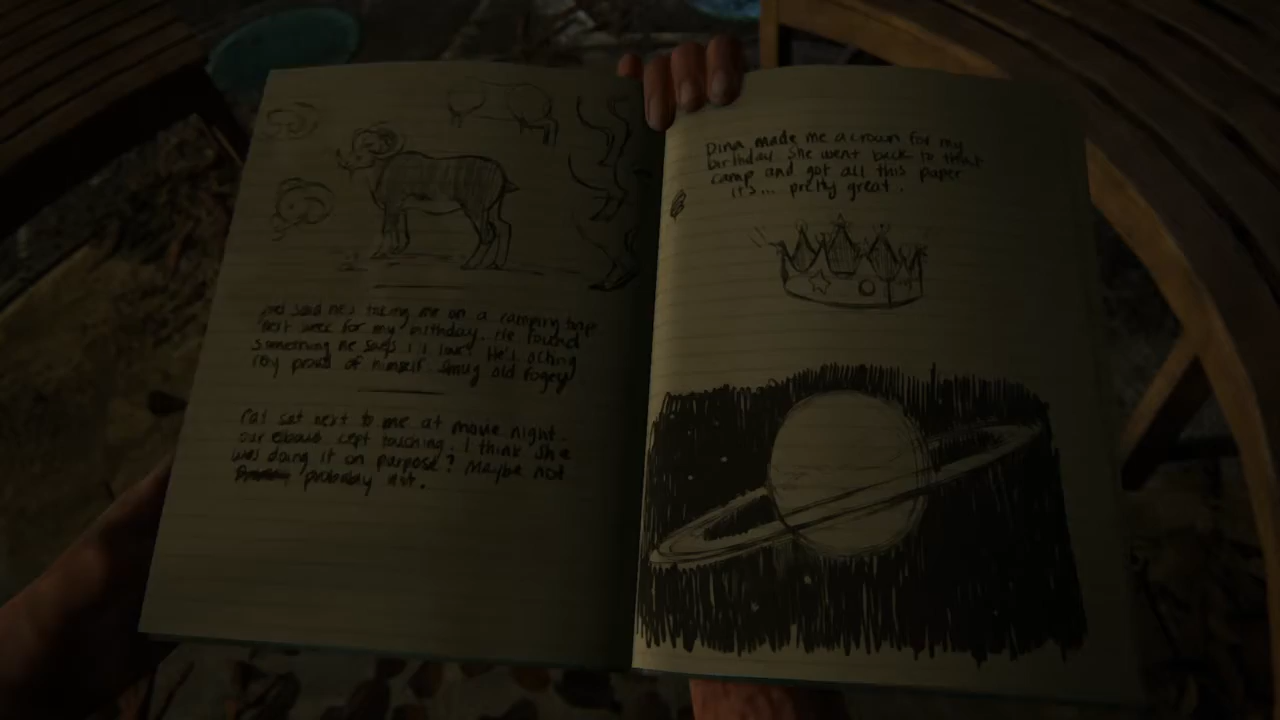 said he's taking me on a camping trip
next week for my birthday. He found
something he says I'll love. He's acting
proud of himself. Smug old fogey
Cat sat next to me at movie night.
our elbows kept touching. I think she
was doing it on purpose? Maybe not
probably not.
Dina made me a crown for my
birthday. She went back to that
camp and got all this paper
it's... pretty great.